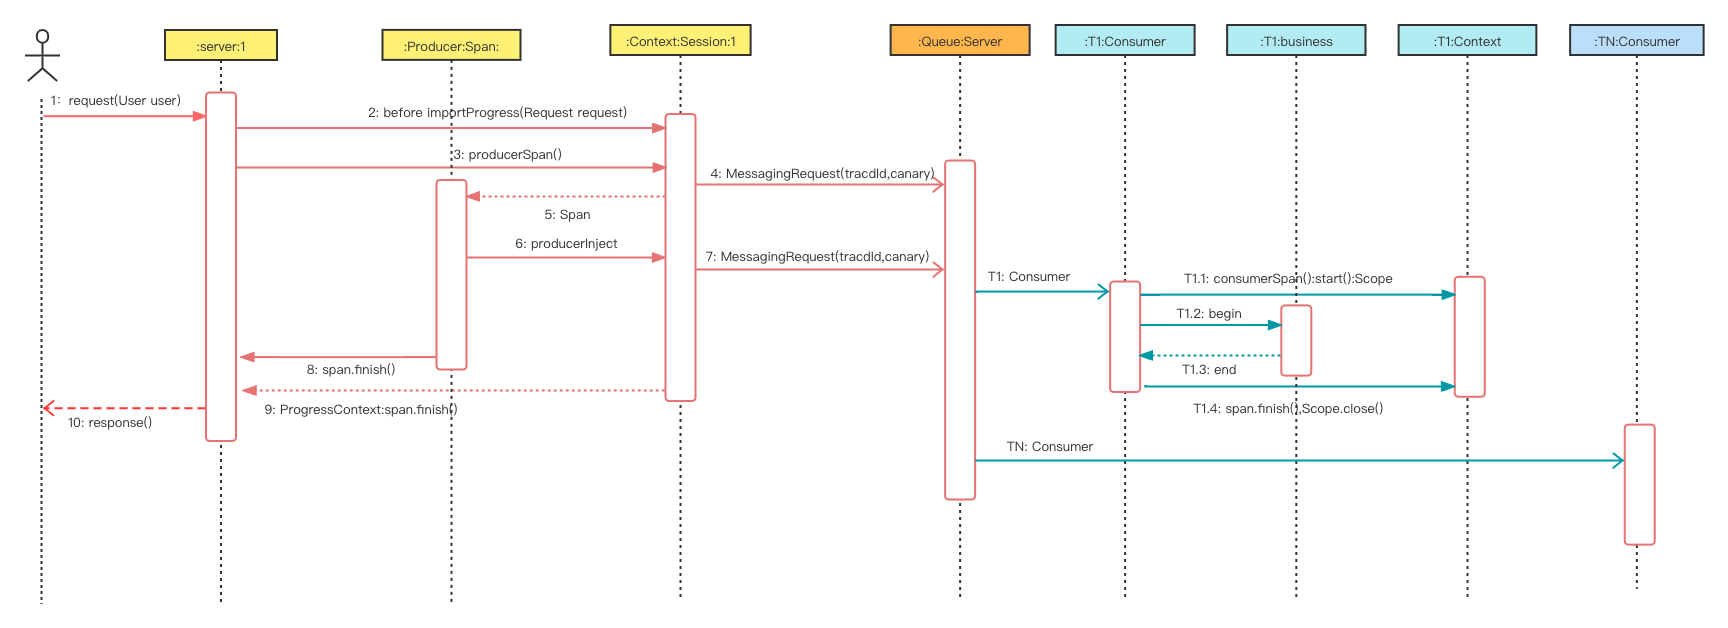 :server:1
:Producer:Span:
:Context:Session:1
:Queue:Server
:T1:Consumer
:T1:business
:T1:Context
:TN:Consumer
1: request(User user)
2: before importProgress(Request request)
3: producerSpan()
4: MessagingRequest(tracdId,canary)
5: Span
6: producerInject
7: MessagingRequest(tracdId,canary)
T1: Consumer
T1.1: consumerSpan():start():Scope
T1.2: begin
T1.3: end
8: span.finish()
9: ProgressContext:span.finish()
T1.4: span.finish(),Scope.close()
10: response()
TN: Consumer